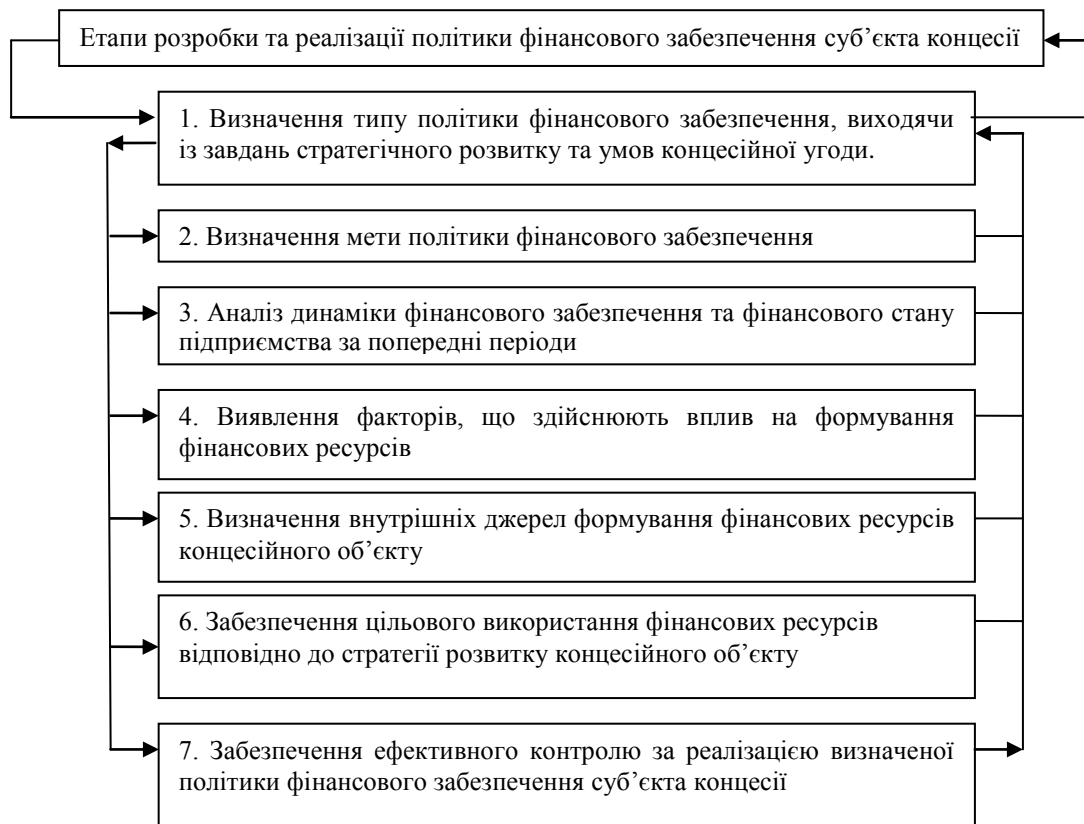 Етапи розробки та реалізації політики фінансового забезпечення суб’єкта концесії
1. Визначення типу політики фінансового забезпечення, виходячи
із завдань стратегічного розвитку та умов концесійної угоди.
2. Визначення мети політики фінансового забезпечення
3. Аналіз динаміки фінансового забезпечення та фінансового стану
підприємства за попередні періоди
4. Виявлення факторів, що здійснюють вплив на формування
фінансових ресурсів
5. Визначення внутрішніх джерел формування фінансових ресурсів
концесійного об’єкту
6. Забезпечення цільового використання фінансових ресурсів
відповідно до стратегії розвитку концесійного об’єкту
7. Забезпечення ефективного контролю за реалізацією визначеної
політики фінансового забезпечення суб’єкта концесії